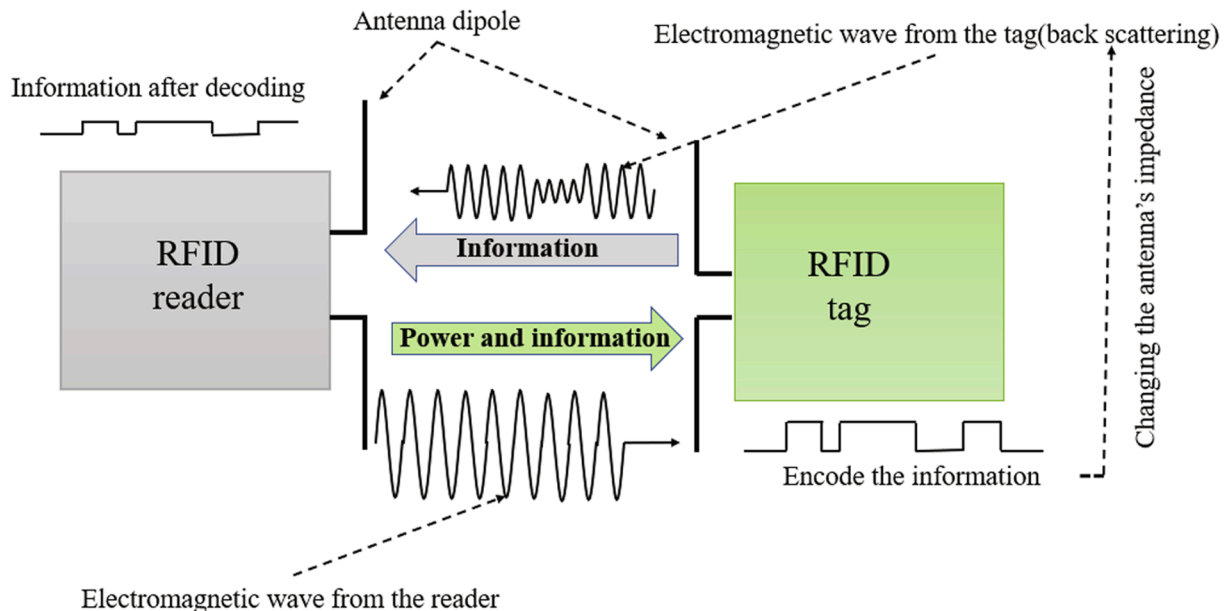 Antenna dipole
Electromagnetic wave from the tag(back scattering)
Information after decoding
RFID
reader
Information
Power and information
RFID
tag
Changing the antenna's impedance
Encode the information
Electromagnetic wave from the reader